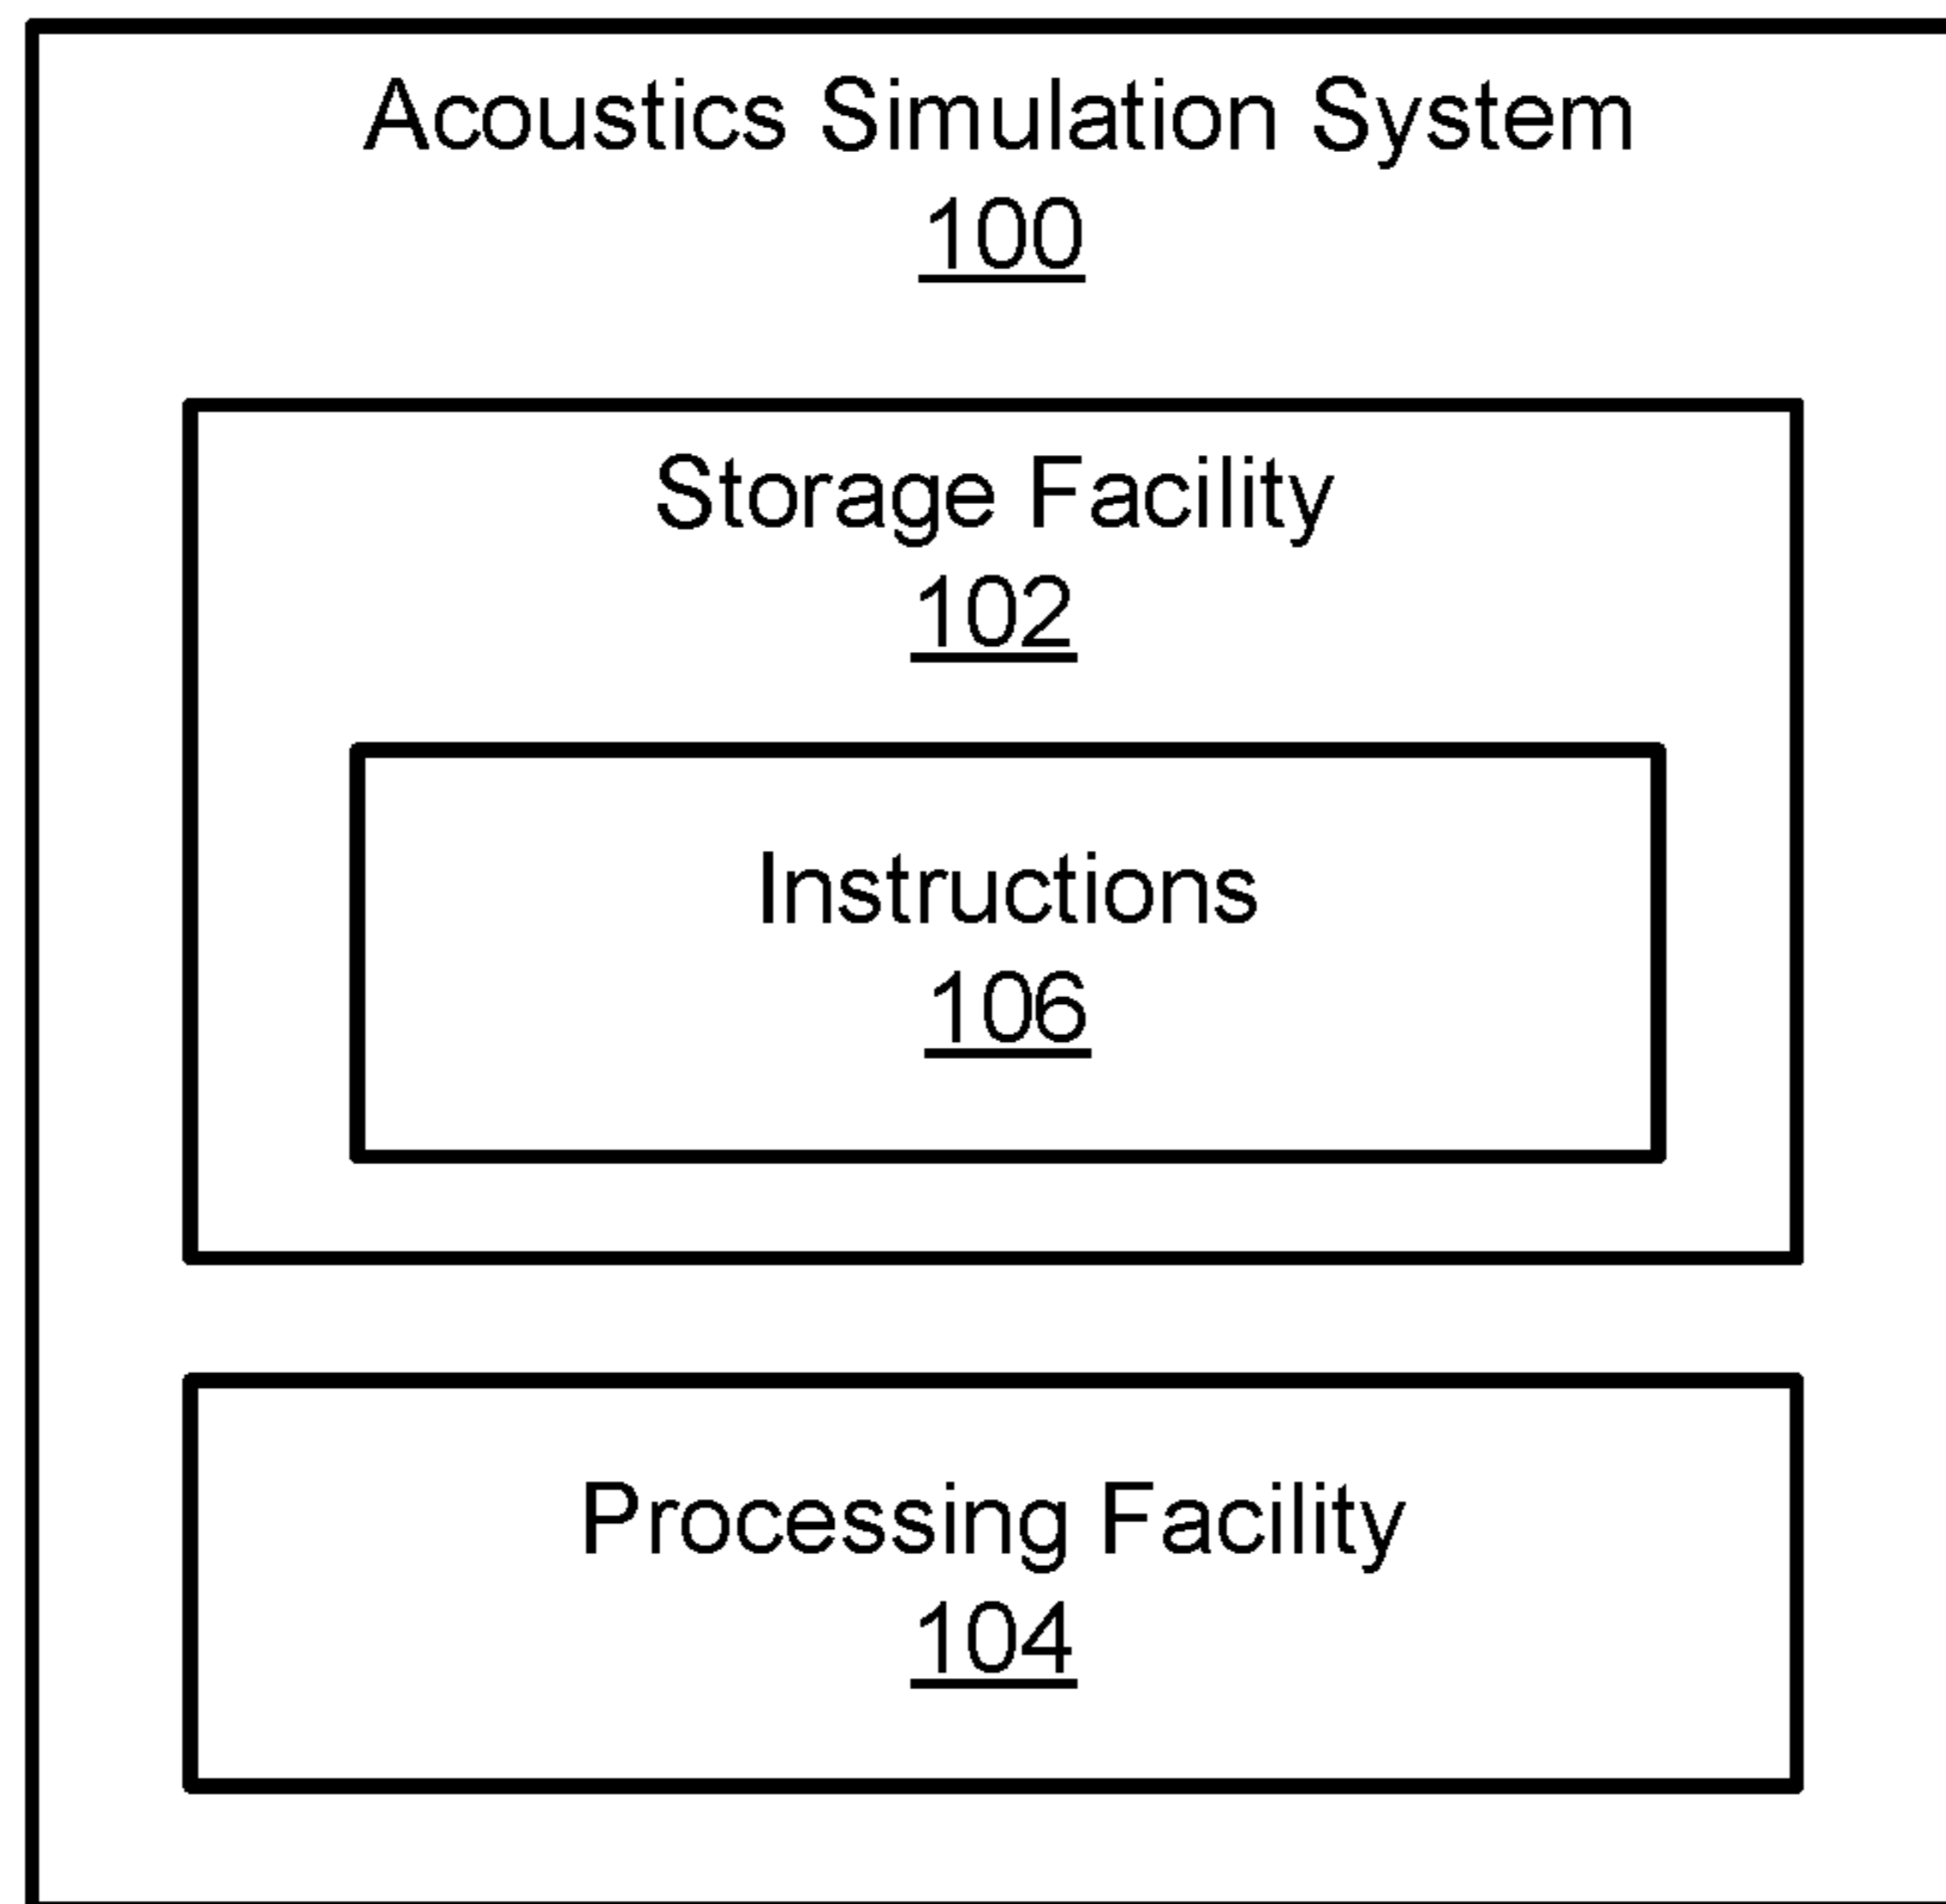 Acoustics Simulation System
100
Storage Facility
102
Instructions
106
Processing Facility
104